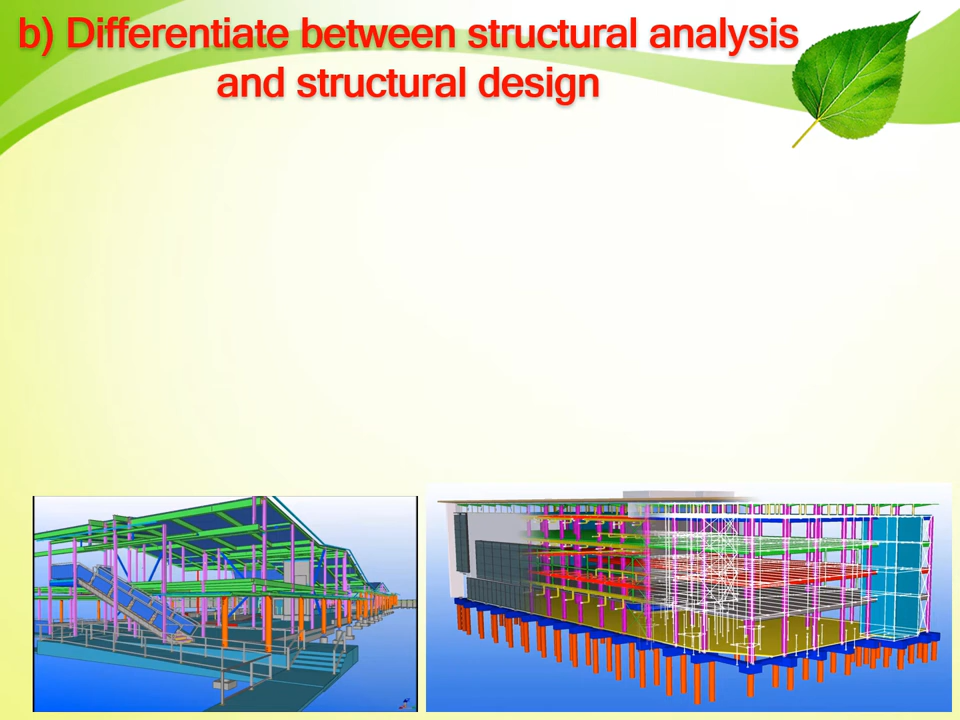 b) Differentiate between structural analysis
and structural design